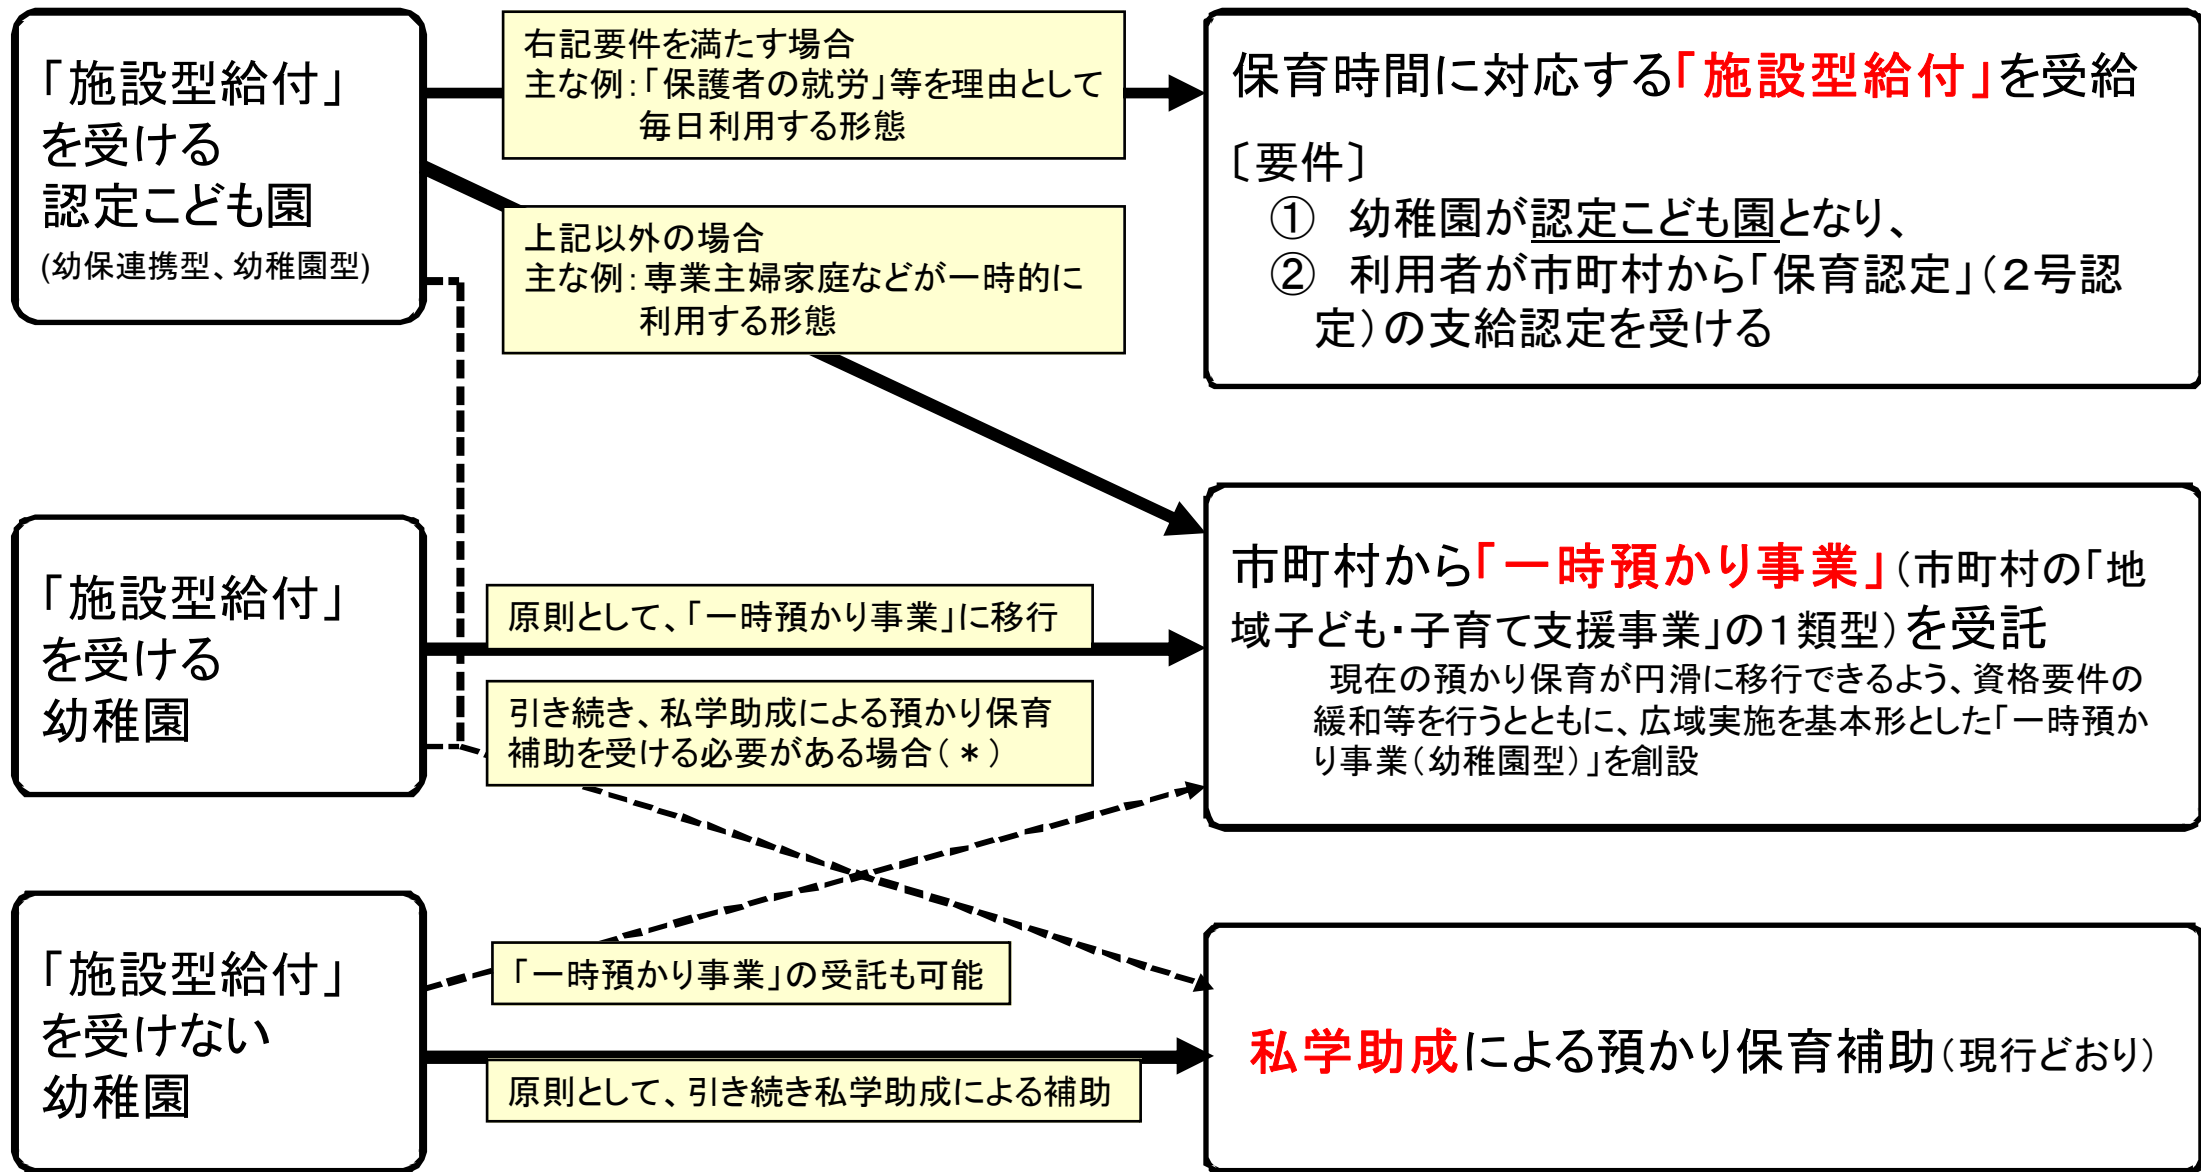 「施設型給付」
を受ける
認定こども園
(幼保連携型、幼稚園型)
右記要件を満たす場合
主な例：「保護者の就労」等を理由として
毎日利用する形態
上記以外の場合
主な例：専業主婦家庭などが一時的に
利用する形態
保育時間に対応する「施設型給付」を受給
〔要件〕
①　幼稚園が認定こども園となり、
②　利用者が市町村から「保育認定」（２号認
定）の支給認定を受ける
「施設型給付」
を受ける
幼稚園
原則として、「一時預かり事業」に移行
引き続き、私学助成による預かり保育
補助を受ける必要がある場合（＊）
市町村から「一時預かり事業」（市町村の「地
域子ども・子育て支援事業」の１類型）を受託
現在の預かり保育が円滑に移行できるよう、資格要件の
緩和等を行うとともに、広域実施を基本形とした「一時預か
り事業（幼稚園型）」を創設
「施設型給付」
を受けない
幼稚園
「一時預かり事業」の受託も可能
原則として、引き続き私学助成による補助
私学助成による預かり保育補助（現行どおり）